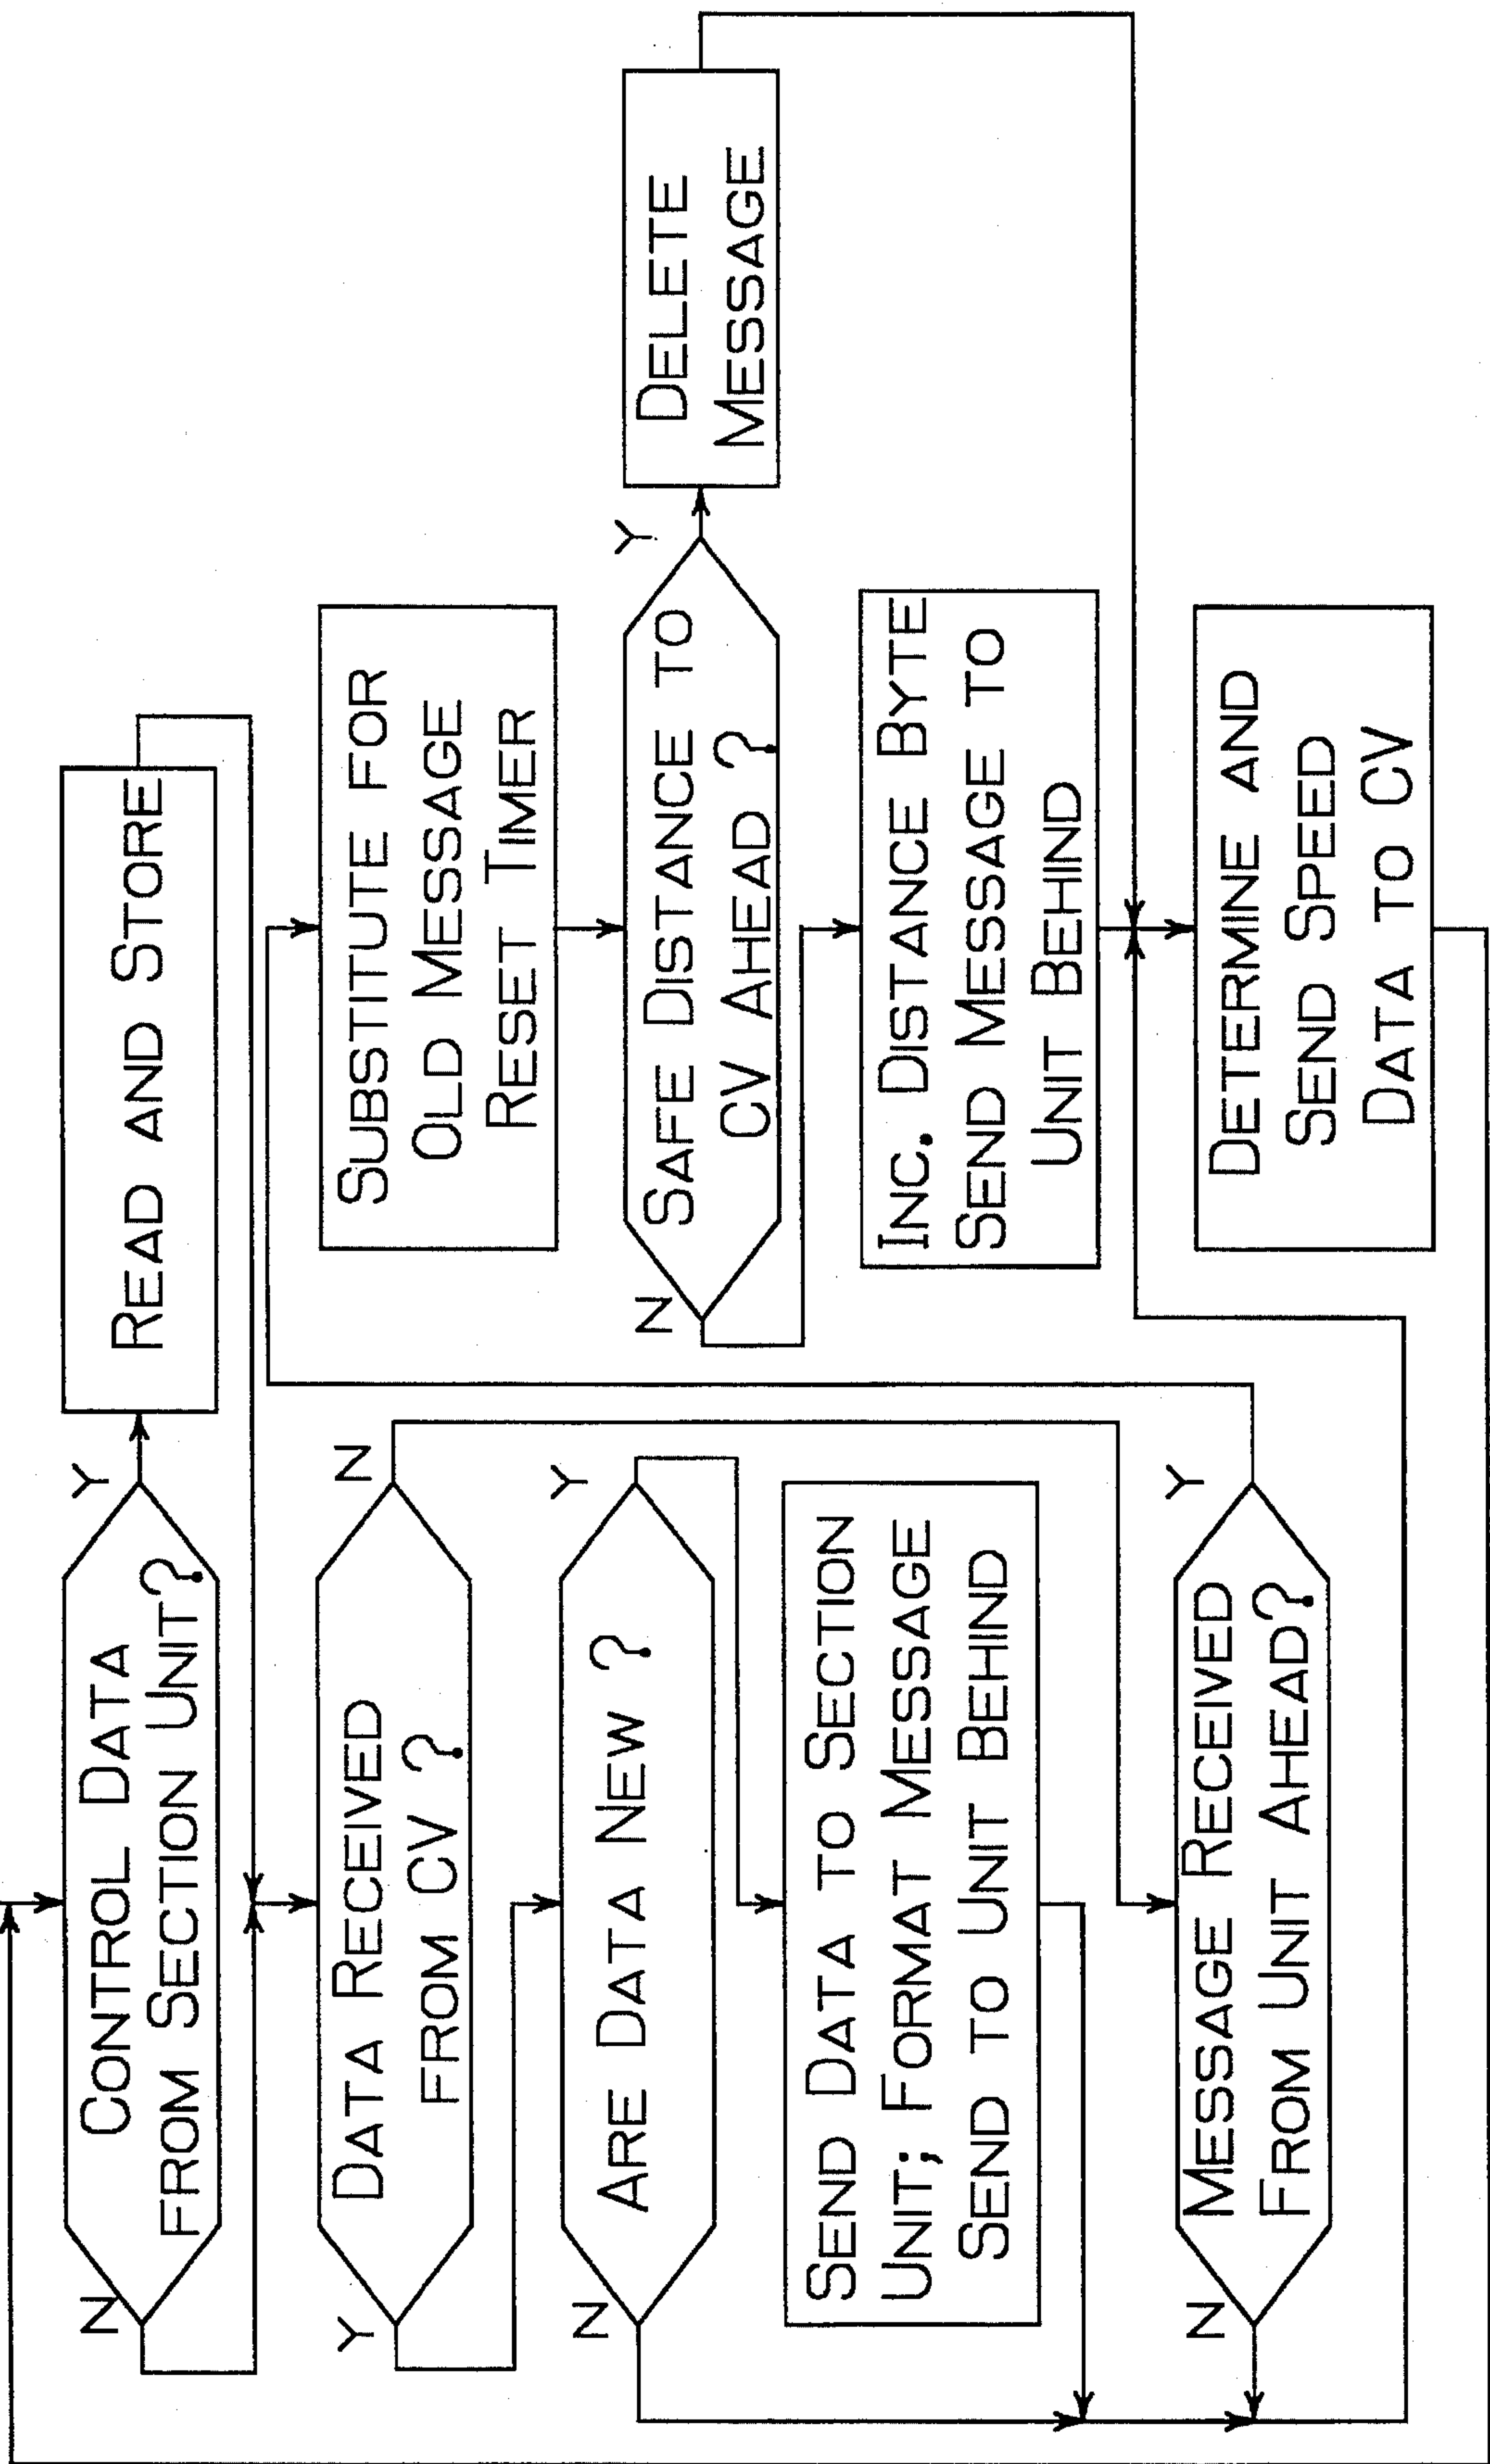 N
CONTROL DATA
FROM SECTION UNIT?
Y
READ AND STORE
Y
DATA RECEIVED
FROM CV ?
N
N
ARE DATA NEW ?
Y
SEND DATA TO SECTION
UNIT; FORMAT MESSAGE
SEND TO UNIT BEHIND
N
MESSAGE RECEIVED
FROM UNIT AHEAD?
Y
SUBSTITUTE FOR
OLD MESSAGE
RESET TIMER
N
SAFE DISTANCE TO
CV AHEAD ?
Y
DELETE
MESSAGE
INC. DISTANCE BYTE
SEND MESSAGE TO
UNIT BEHIND
DETERMINE AND
SEND SPEED
DATA TO CV